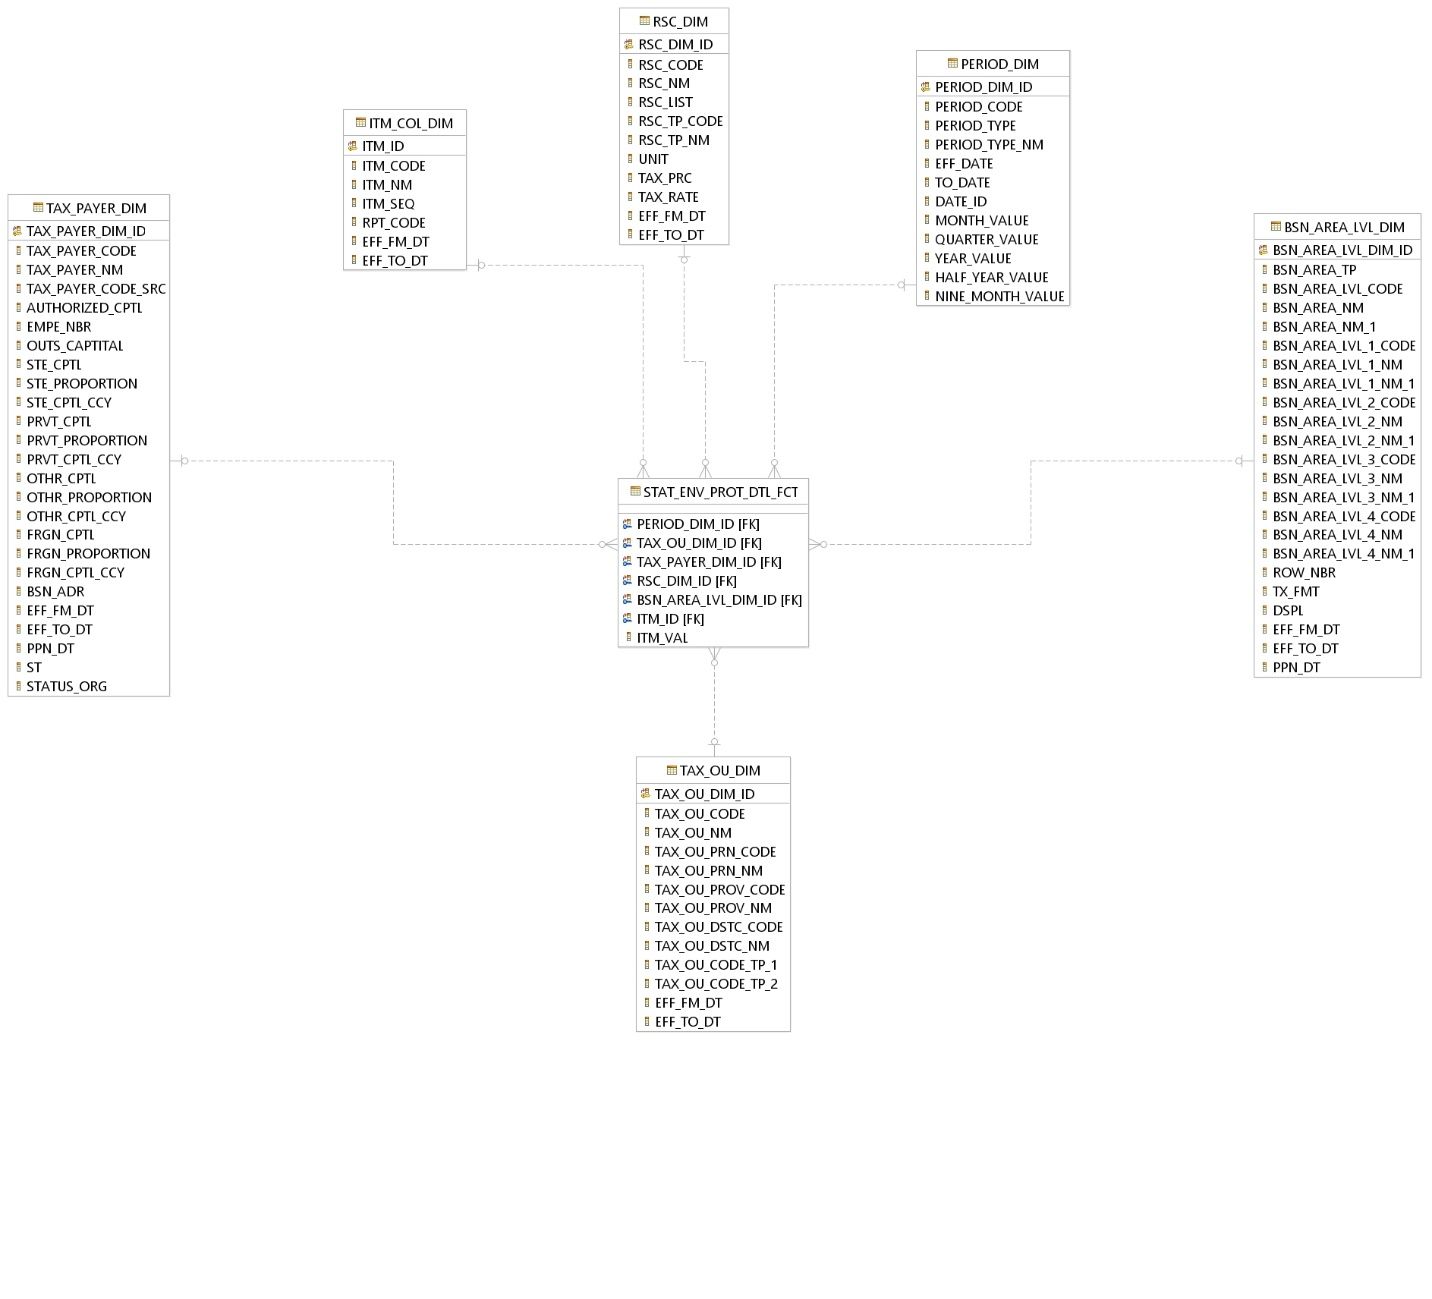 RSC_DIM
RSC_DIM_ID
RSC_CODE
RSC_NM
RSC_LIST
RSC_TP_CODE
RSC_TP_NM
UNIT
TAX_PRC
TAX_RATE
EFF_FM_DT
EFF_TO_DT
PERIOD_DIM
PERIOD_DIM_ID
PERIOD_CODE
PERIOD_TYPE
PERIOD_TYPE_NM
EFF_DATE
TO_DATE
DATE_ID
MONTH_VALUE
QUARTER_VALUE
YEAR_VALUE
HALF_YEAR_VALUE
NINE_MONTH_VALUE
ITM_COL_DIM
ITM_ID
ITM_CODE
ITM_NM
ITM_SEQ
RPT_CODE
EFF_FM_DT
EFF_TO_DT
TAX_PAYER_DIM
TAX_PAYER_DIM_ID
TAX_PAYER_CODE
TAX_PAYER_NM
TAX_PAYER_CODE_SRC
AUTHORIZED_CPTL
EMPE_NBR
OUTS_CAPTITAL
STE_CPTL
STE_PROPORTION
STE_CPTL_CCY
PRVT_CPTL
PRVT_PROPORTION
PRVT_CPTL_CCY
OTHR_CPTL
OTHR_PROPORTION
OTHR_CPTL_CCY
FRGN_CPTL
FRGN_PROPORTION
FRGN_CPTL_CCY
BSN_ADR
EFF_FM_DT
EFF_TO_DT
PPN_DT
ST
STATUS_ORG
BSN_AREA_LVL_DIM
BSN_AREA_LVL_DIM_ID
BSN_AREA_TP
BSN_AREA_LVL_CODE
BSN_AREA_NM
BSN_AREA_NM_1
BSN_AREA_LVL_1_CODE
BSN_AREA_LVL_1_NM
BSN_AREA_LVL_1_NM_1
BSN_AREA_LVL_2_CODE
BSN_AREA_LVL_2_NM
BSN_AREA_LVL_2_NM_1
BSN_AREA_LVL_3_CODE
BSN_AREA_LVL_3_NM
BSN_AREA_LVL_3_NM_1
BSN_AREA_LVL_4_CODE
BSN_AREA_LVL_4_NM
BSN_AREA_LVL_4_NM_1
ROW_NBR
TX_FMT
DSPL
EFF_FM_DT
EFF_TO_DT
PPN_DT
STAT_ENV_PROT_DTL_FCT
PERIOD_DIM_ID [FK]
TAX_OU_DIM_ID [FK]
TAX_PAYER_DIM_ID [FK]
RSC_DIM_ID [FK]
BSN_AREA_LVL_DIM_ID [FK]
ITM_ID [FK]
ITM_VAL
TAX_OU_DIM
TAX_OU_DIM_ID
TAX_OU_CODE
TAX_OU_NM
TAX_OU_PRN_CODE
TAX_OU_PRN_NM
TAX_OU_PROV_CODE
TAX_OU_PROV_NM
TAX_OU_DSTC_CODE
TAX_OU_DSTC_NM
TAX_OU_CODE_TP_1
TAX_OU_CODE_TP_2
EFF_FM_DT
EFF_TO_DT